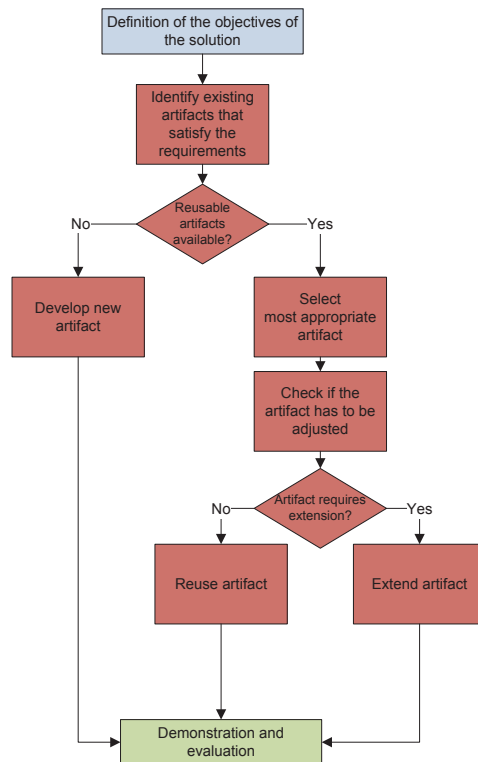 Definition of the objectives of
the solution
Identify existing
artifacts that
satisfy the
requirements
Reusable
artifacts
available?
No
Yes
Develop new
artifact
Select
most appropriate
artifact
Check if the
artifact has to be
adjusted
Artifact requires
extension?
No
Yes
Reuse artifact
Extend artifact
Demonstration and
evaluation